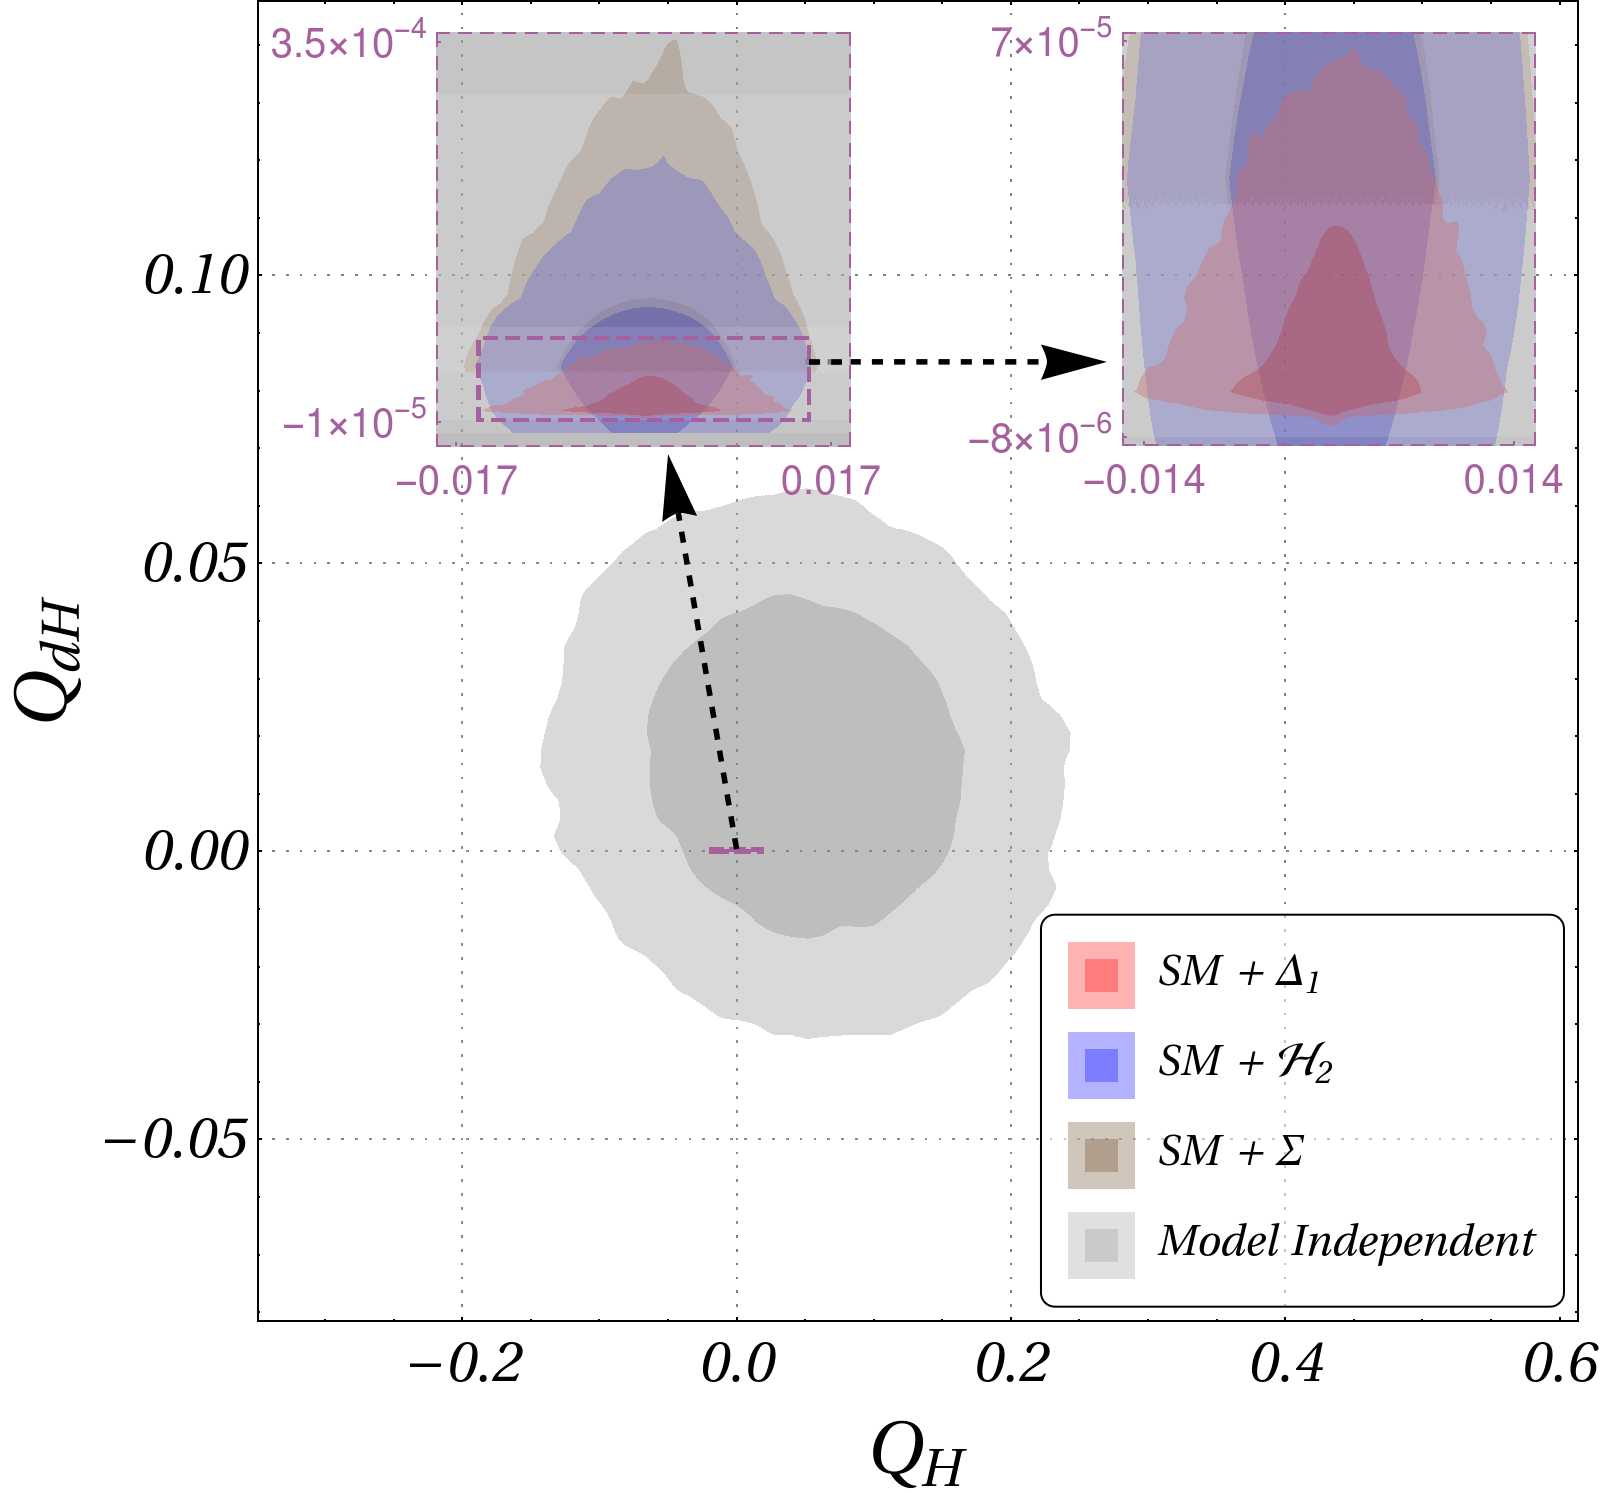 3.5×10⁻⁴
7×10⁻⁵
−1×10⁻⁵
−8×10⁻⁶
−0.017
0.017
−0.014
0.014
0.10
0.05
0.00
−0.05
Q_{dH}
SM + Δ₁
SM + ℋ₂
SM + Σ
Model Independent
−0.2
0.0
0.2
0.4
0.6
Q_H